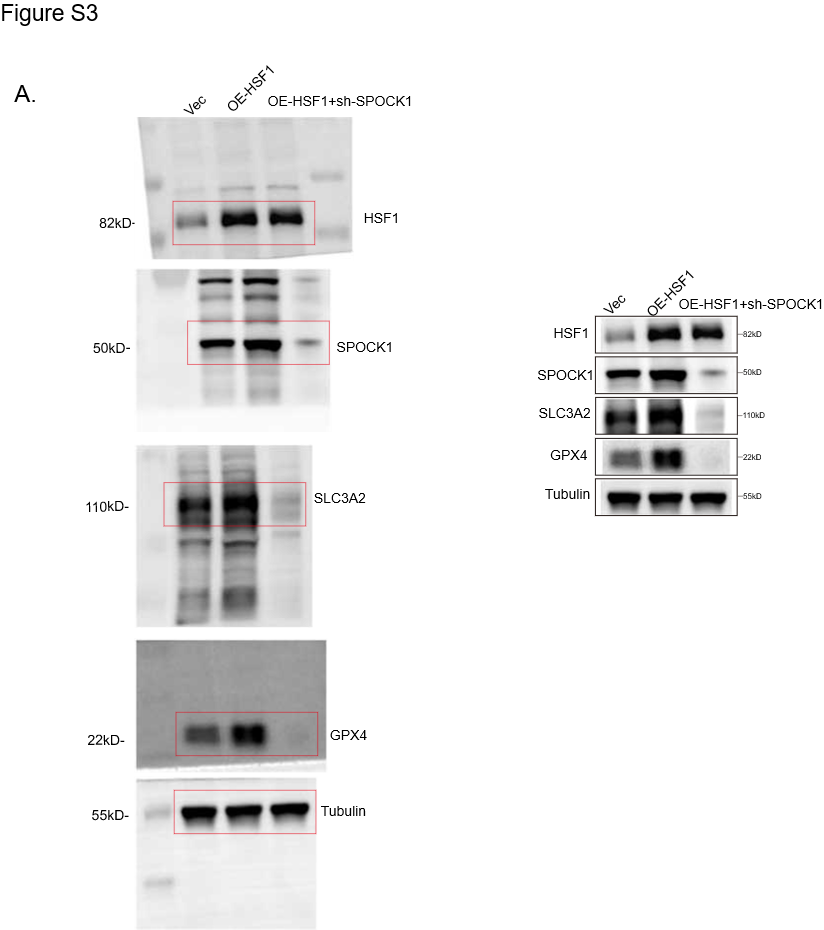 Figure S3
A.
Vec
OE-HSF1
OE-HSF1+sh-SPOCK1
82kD-
HSF1
50kD-
SPOCK1
110kD-
SLC3A2
22kD-
GPX4
55kD-
Tubulin
Vec
OE-HSF1
OE-HSF1+sh-SPOCK1
HSF1
-82kD
SPOCK1
-50kD
SLC3A2
-110kD
GPX4
-22kD
Tubulin
-55kD